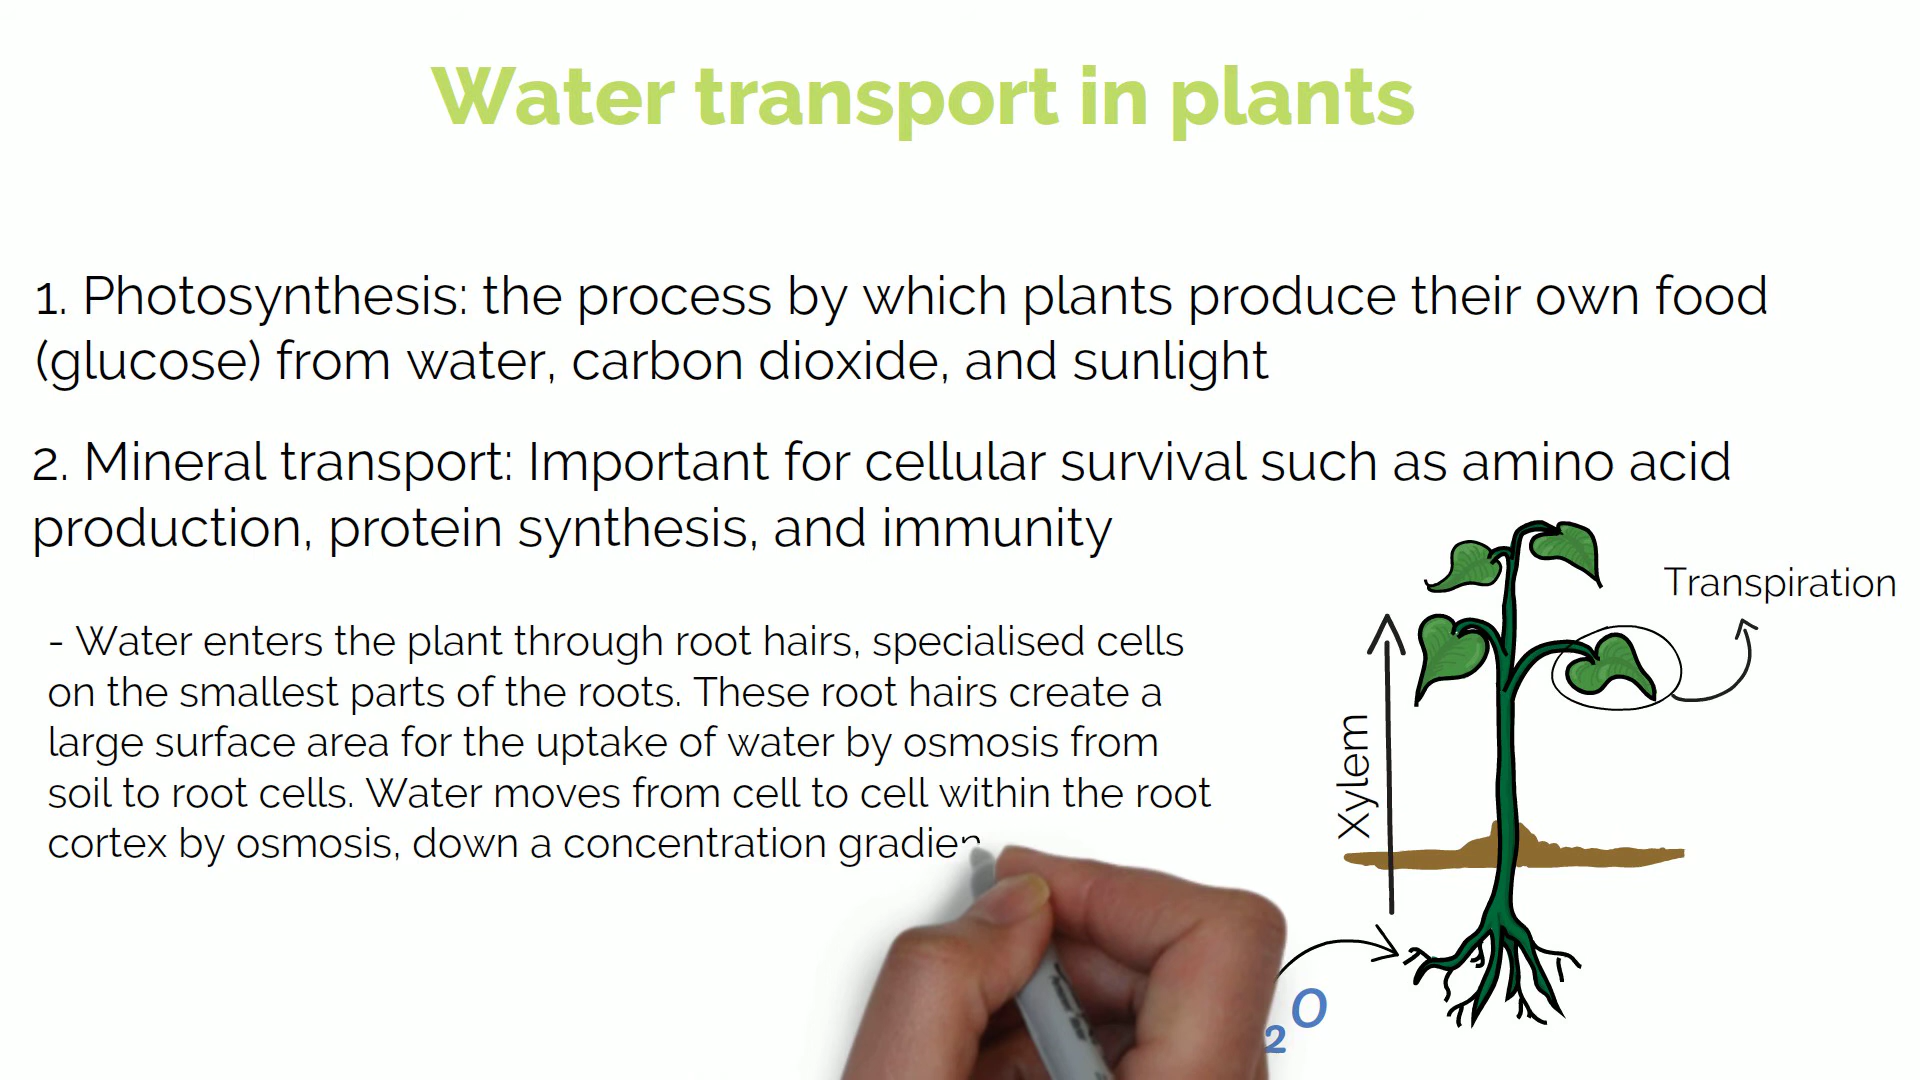 Water transport in plants
1. Photosynthesis: the process by which plants produce their own food
(glucose) from water, carbon dioxide, and sunlight
2. Mineral transport: Important for cellular survival such as amino acid
production, protein synthesis, and immunity
- Water enters the plant through root hairs, specialised cells
on the smallest parts of the roots. These root hairs create a
large surface area for the uptake of water by osmosis from
soil to root cells. Water moves from cell to cell within the root
cortex by osmosis, down a concentration gradien
Transpiration
Xylem
₂O